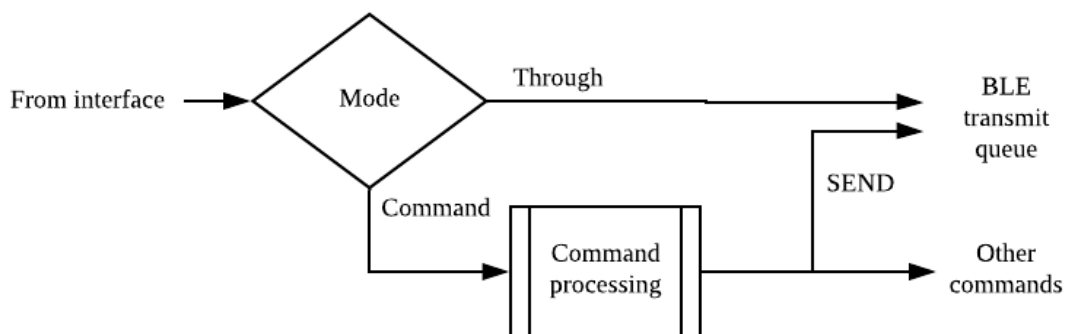 From interface
Mode
Through
BLE
transmit
queue
SEND
Command
Command
processing
Other
commands